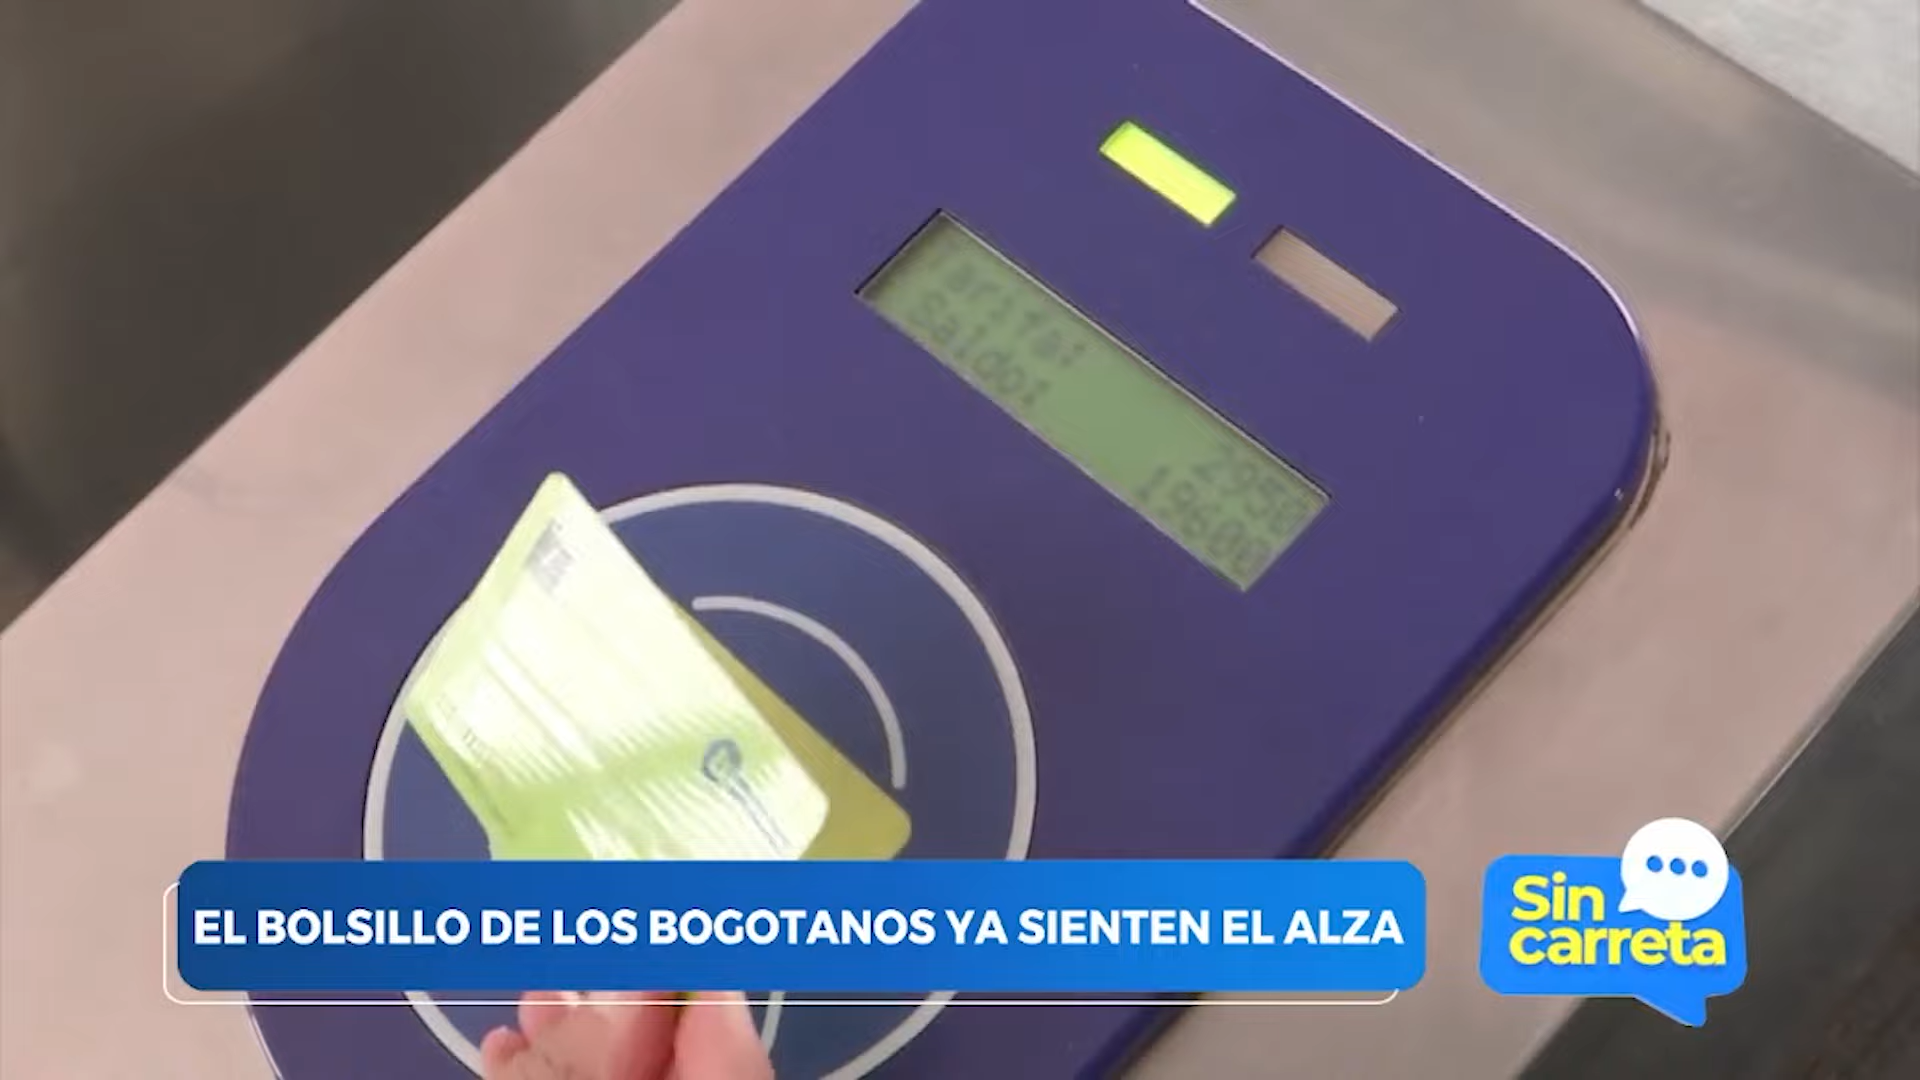 Tarifa:
2950
Saldo:
19600
EL BOLSILLO DE LOS BOGOTANOS YA SIENTEN EL ALZA
Sin
carreta